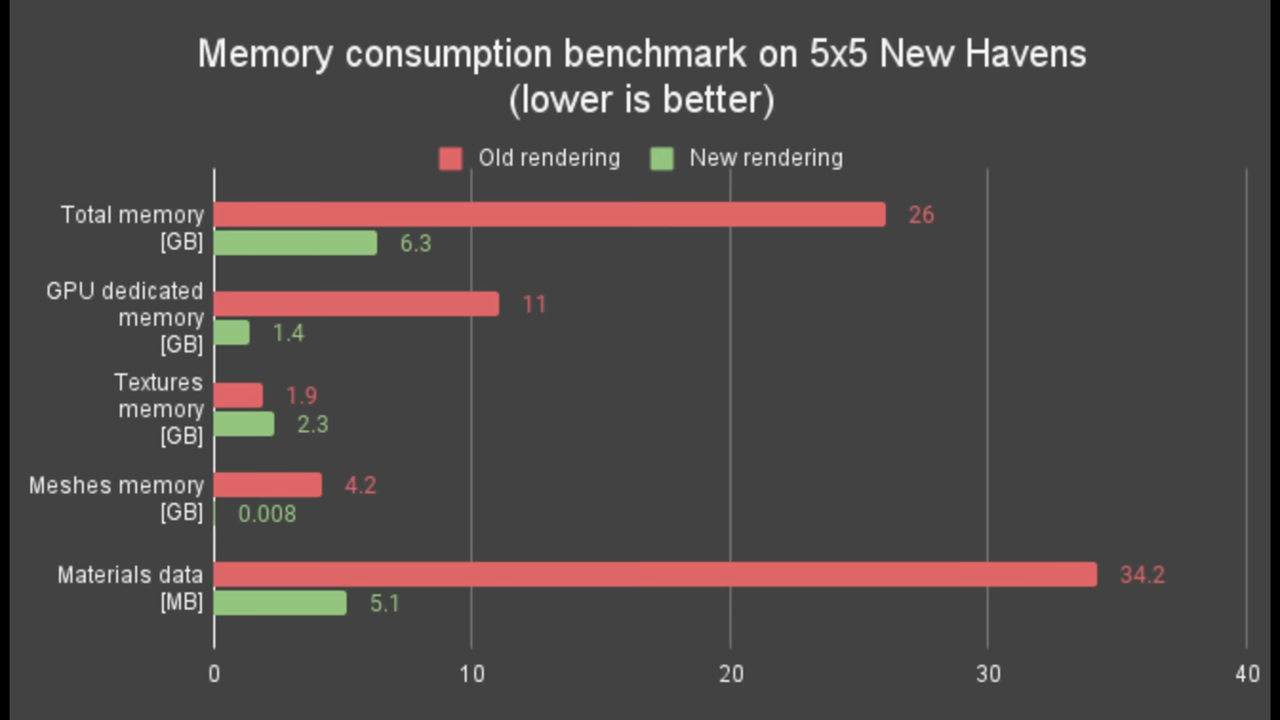 Memory consumption benchmark on 5x5 New Havens
(lower is better)
Old rendering
New rendering
Total memory
[GB]
26
6.3
GPU dedicated
memory
[GB]
11
1.4
Textures
memory
[GB]
1.9
2.3
Meshes memory
[GB]
4.2
0.008
Materials data
[MB]
34.2
5.1
0
10
20
30
40